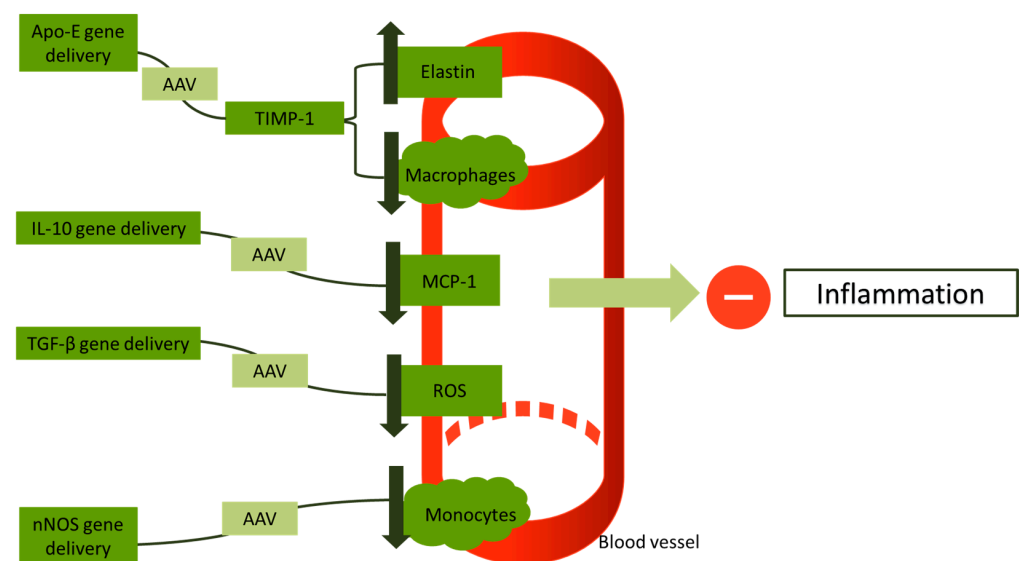 Apo-E gene
delivery
AAV
TIMP-1
Elastin
Macrophages
IL-10 gene delivery
AAV
MCP-1
Inflammation
TGF-β gene delivery
AAV
ROS
nNOS gene
delivery
AAV
Monocytes
Blood vessel